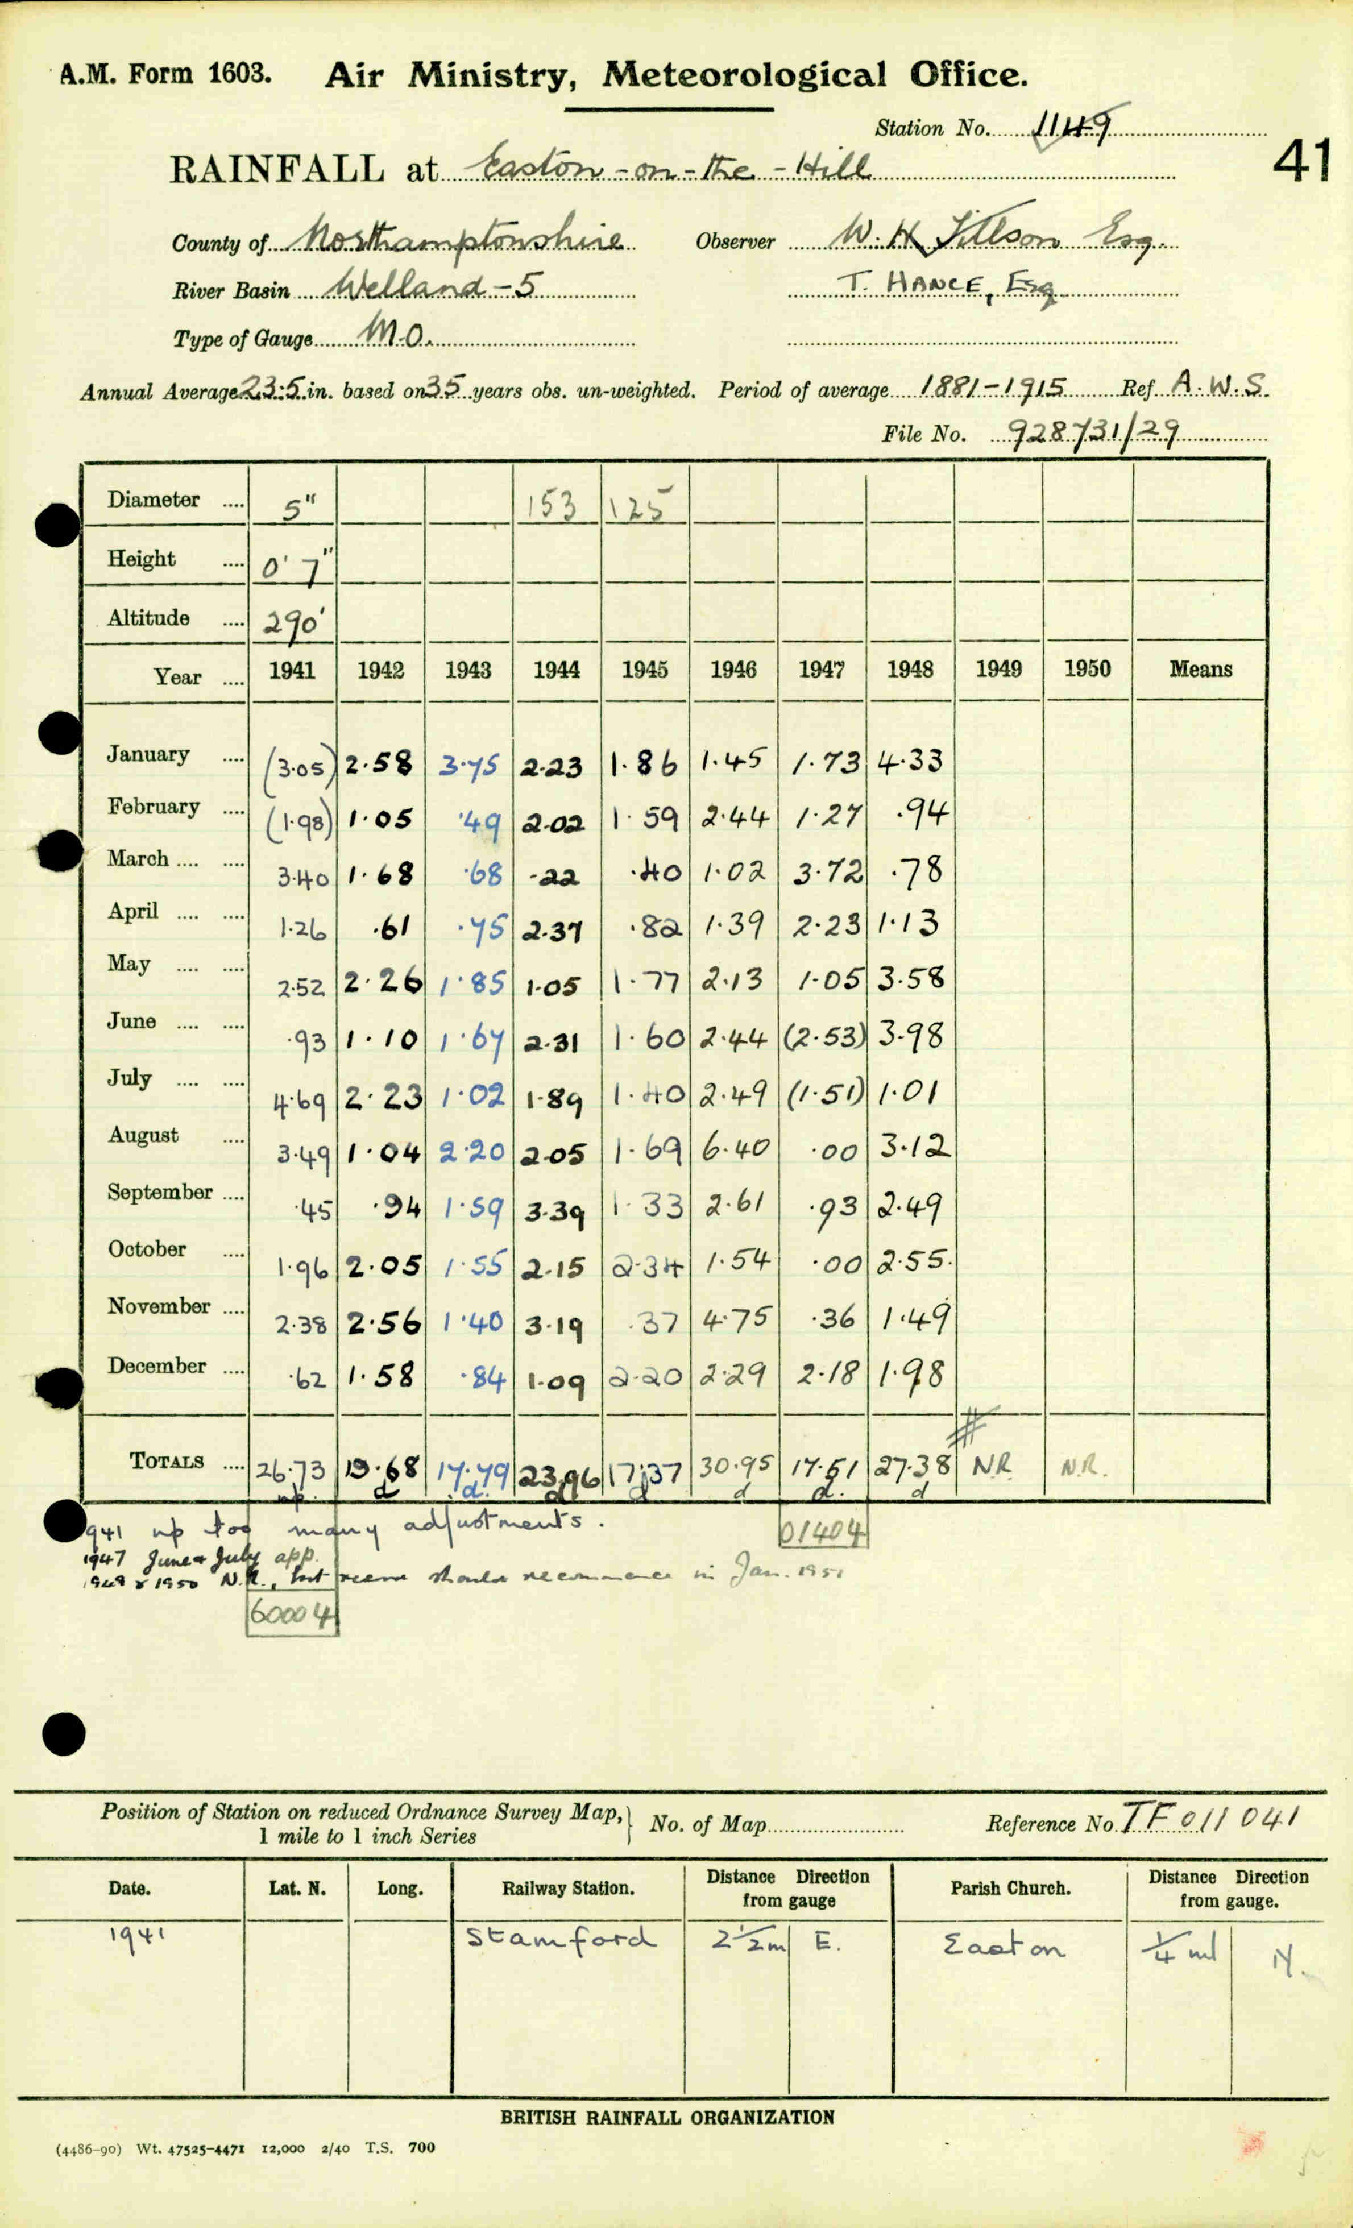 A.M. Form 1603. Air Ministry, Meteorological Office.
Station No. 1149
41
RAINFALL at Easton-on-the-Hill
County of Northamptonshire Observer W. H. Tillson Esq.
River Basin Welland-5 T. HANCE, Esq.
Type of Gauge M.O.
Annual Average 23.5 in. based on 35 years obs. un-weighted. Period of average 1881-1915 Ref. A.W.S.
File No. 928731/29
Diameter .... 5" 153 125
Height .... 0' 7"
Altitude .... 290'
Year .... 1941 1942 1943 1944 1945 1946 1947 1948 1949 1950 Means
January .... (3.05) 2.58 3.75 2.23 1.86 1.45 1.73 4.33
February .... (1.98) 1.05 .49 2.02 1.59 2.44 1.27 .94
March .... .... 3.40 1.68 .68 .22 .40 1.02 3.72 .78
April .... .... 1.26 .61 .75 2.37 .82 1.39 2.23 1.13
May .... .... 2.52 2.26 1.85 1.05 1.77 2.13 1.05 3.58
June .... .... .93 1.10 1.67 2.31 1.60 2.44 (2.53) 3.98
July .... .... 4.69 2.23 1.02 1.89 1.40 2.49 (1.51) 1.01
August .... 3.49 1.04 2.20 2.05 1.69 6.40 .00 3.12
September .... .45 .94 1.59 3.39 1.33 2.61 .93 2.49
October .... 1.96 2.05 1.55 2.15 2.34 1.54 .00 2.55.
November .... 2.38 2.56 1.40 3.19 .37 4.75 .36 1.49
December .... .62 1.58 .84 1.09 2.20 2.29 2.18 1.98
TOTALS .... 26.73 19.68 17.79 23.96 17.37 30.95 17.51 27.38 N.R. N.R.
np. d d. d d d d. d
1941 np too many adjustments.
01404
1947 June & July app.
1949 & 1950 N.R., but record should recommence in Jan. 1951
60004
Position of Station on reduced Ordnance Survey Map, 1 mile to 1 inch Series } No. of Map Reference No. TF 011 041
Date. Lat. N. Long. Railway Station. Distance from gauge Direction Parish Church. Distance Direction from gauge.
1941 Stamford 2½m E. Easton ¼ ml N.
BRITISH RAINFALL ORGANIZATION
(4486-90) Wt. 47525-4471 12,000 2/40 T.S. 700